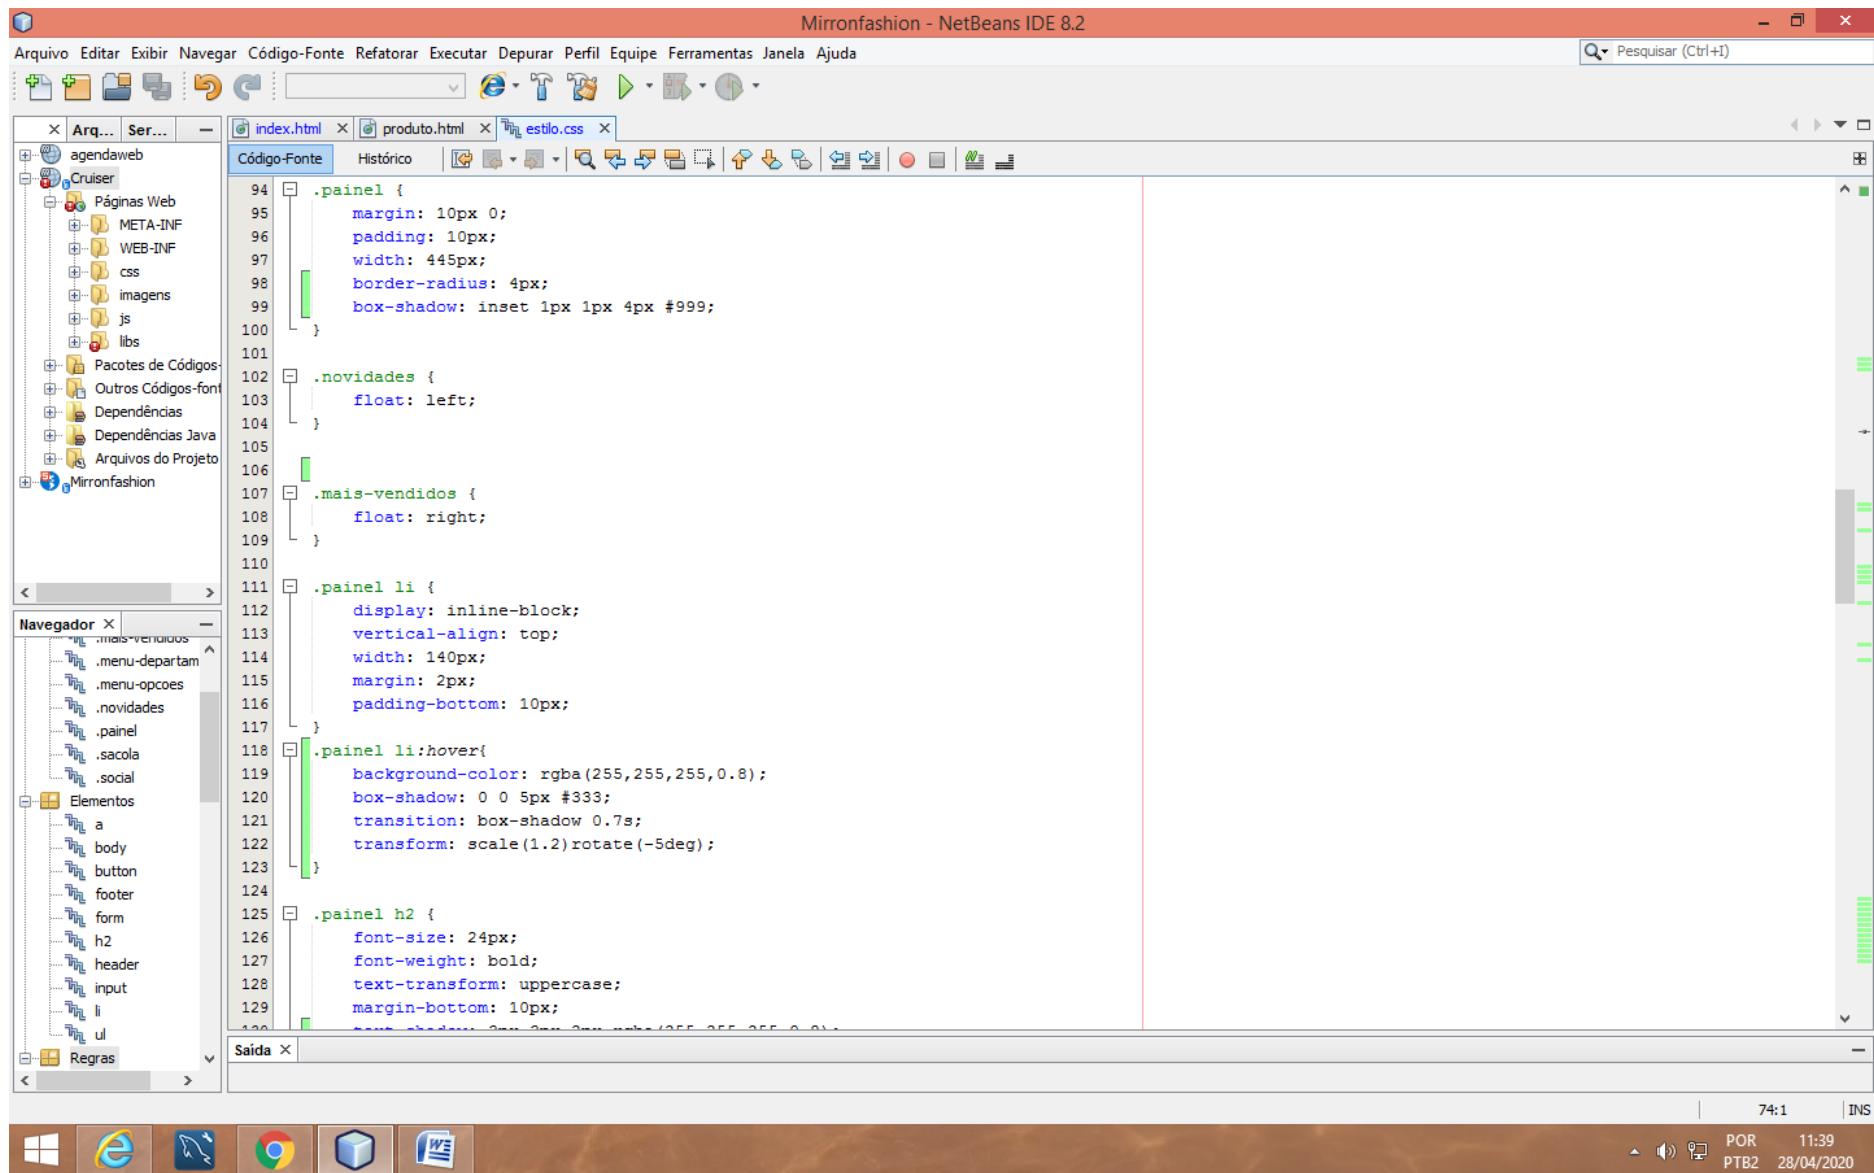 Mirronfashion - NetBeans IDE 8.2
Arquivo Editar Exibir Navegar Código-Fonte Refatorar Executar Depurar Perfil Equipe Ferramentas Janela Ajuda
Pesquisar (Ctrl+I)
Arq... Ser...
index.html produto.html estilo.css
Código-Fonte Histórico
agendaweb
Cruiser
Páginas Web
META-INF
WEB-INF
css
imagens
js
libs
Pacotes de Códigos-
Outros Códigos-font
Dependências
Dependências Java
Arquivos do Projeto
Mirronfashion
Navegador
.mais-vendidos
.menu-departam
.menu-opcoes
.novidades
.painel
.sacola
.social
Elementos
a
body
button
footer
form
h2
header
input
li
ul
Regras
94 .painel {
95 margin: 10px 0;
96 padding: 10px;
97 width: 445px;
98 border-radius: 4px;
99 box-shadow: inset 1px 1px 4px #999;
100 }
101
102 .novidades {
103 float: left;
104 }
105
106
107 .mais-vendidos {
108 float: right;
109 }
110
111 .painel li {
112 display: inline-block;
113 vertical-align: top;
114 width: 140px;
115 margin: 2px;
116 padding-bottom: 10px;
117 }
118 .painel li:hover{
119 background-color: rgba(255,255,255,0.8);
120 box-shadow: 0 0 5px #333;
121 transition: box-shadow 0.7s;
122 transform: scale(1.2)rotate(-5deg);
123 }
124
125 .painel h2 {
126 font-size: 24px;
127 font-weight: bold;
128 text-transform: uppercase;
129 margin-bottom: 10px;
Saída
74:1 INS
POR 11:39
PTB2 28/04/2020